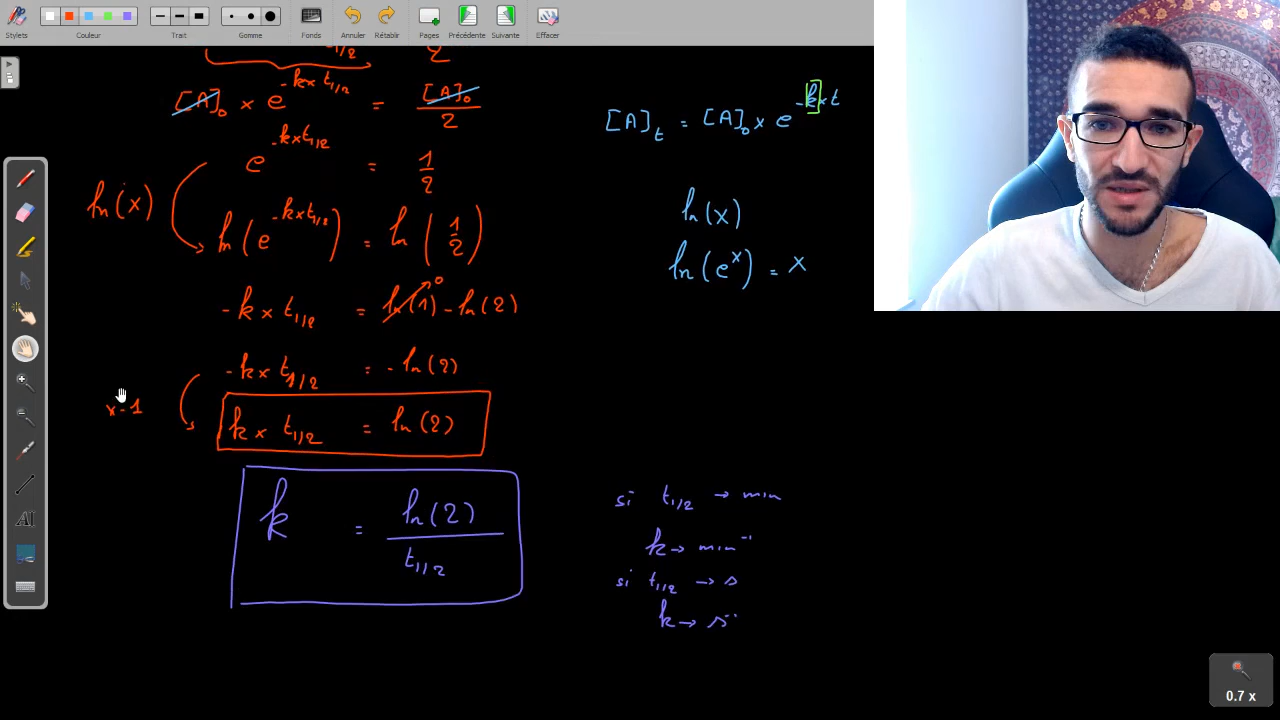 Stylets Couleur Trait Gomme Fonds Annuler Rétablir Pages Précédente Suivante Effacer
2
[A]₀ × e^(-k × t₁/₂) = [A]₀/2
e^(-k × t₁/₂) = 1/2
ln(x)
ln(e^(-k × t₁/₂)) = ln(1/2)
-k × t₁/₂ = ln(1) - ln(2)
0
-k × t₁/₂ = - ln(2)
x-1
k × t₁/₂ = ln(2)
k = ln(2)/t₁/₂
[A]t = [A]₀ × e^(-k × t)
ln(x)
ln(e^x) = x
si t₁/₂ → min
k → min⁻¹
si t₁/₂ → s
k → s⁻¹
AI
0.7 x